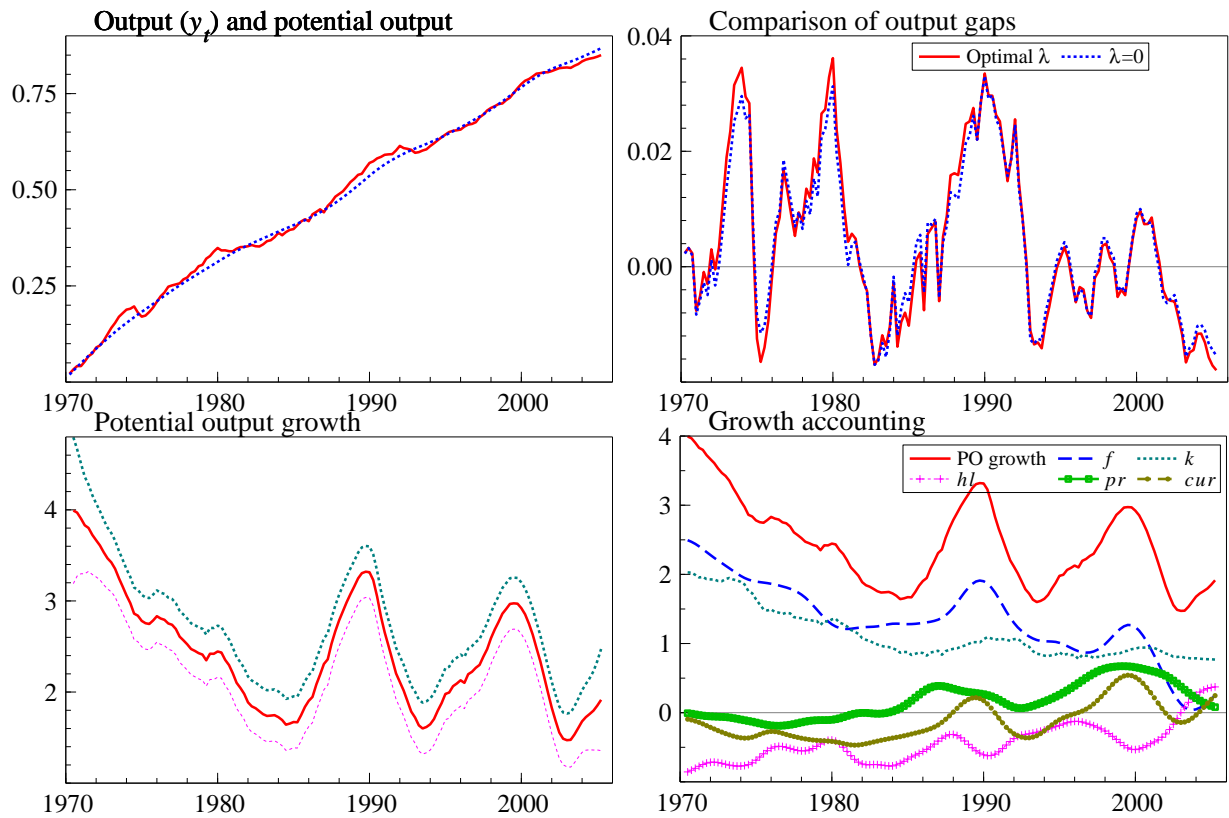 Output (yt) and potential output
0.75
0.50
0.25
1970 1980 1990 2000
Comparison of output gaps
0.04
0.02
0.00
Optimal λ λ=0
1970 1980 1990 2000
Potential output growth
4
3
2
1970 1980 1990 2000
Growth accounting
4
3
2
1
0
PO growth f k
hl pr cur
1970 1980 1990 2000